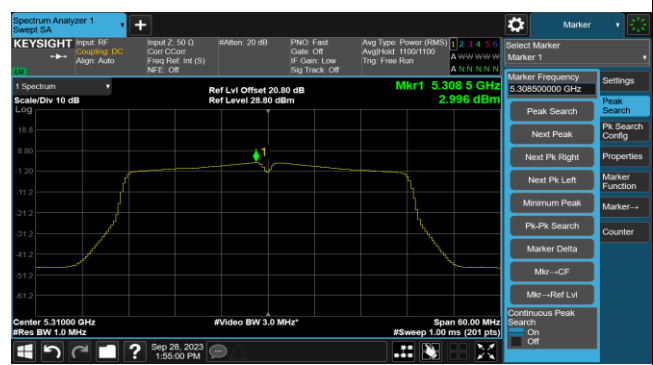 Spectrum Analyzer 1
Swept SA
+
Marker
KEYSIGHT
Input: RF
Coupling: DC
Align: Auto
Input Z: 50 Ω
Corr CCorr
Freq Ref: Int (S)
NFE: Off
#Atten: 20 dB
PNO: Fast
Gate: Off
IF Gain: Low
Sig Track: Off
Avg Type: Power (RMS)
Avg|Hold: 1100/1100
Trig: Free Run
1 2 3 4 5 6
A W W W W W
A N N N N N
Select Marker
Marker 1
1 Spectrum
Scale/Div 10 dB
Log
Ref Lvl Offset 20.80 dB
Ref Level 28.80 dBm
Mkr1 5.308 5 GHz
2.996 dBm
18.8
8.80
-1.20
-11.2
-21.2
-31.2
-41.2
-51.2
-61.2
1
Center 5.31000 GHz
#Res BW 1.0 MHz
#Video BW 3.0 MHz*
Span 60.00 MHz
#Sweep 1.00 ms (201 pts)
Marker Frequency
5.308500000 GHz
Peak Search
Next Peak
Next Pk Right
Next Pk Left
Minimum Peak
Pk-Pk Search
Marker Delta
Mkr→CF
Mkr→Ref Lvl
Continuous Peak
Search
On
Off
Settings
Peak
Search
Pk Search
Config
Properties
Marker
Function
Marker→
Counter
?
Sep 28, 2023
1:55:00 PM